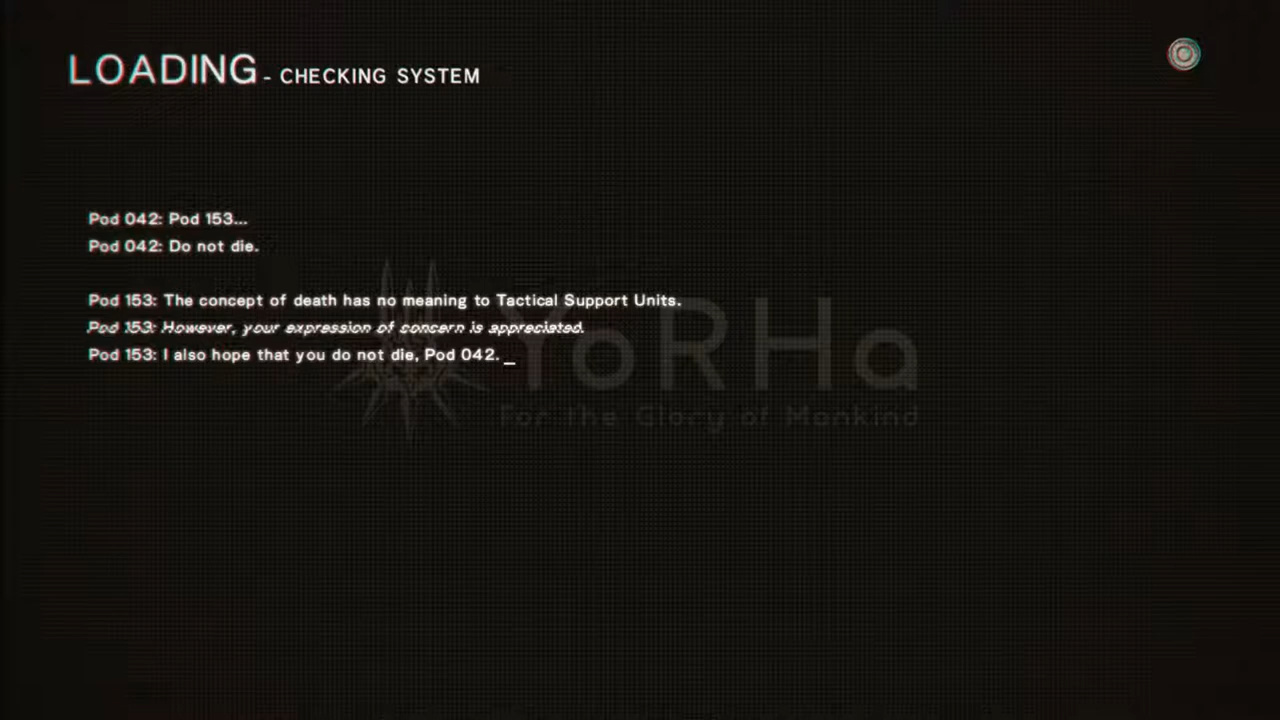 LOADING - CHECKING SYSTEM
Pod 042: Pod 153...
Pod 042: Do not die.
Pod 153: The concept of death has no meaning to Tactical Support Units.
Pod 153: However, your expression of concern is appreciated.
Pod 153: I also hope that you do not die, Pod 042. _
YoRHa
For the Glory of Mankind